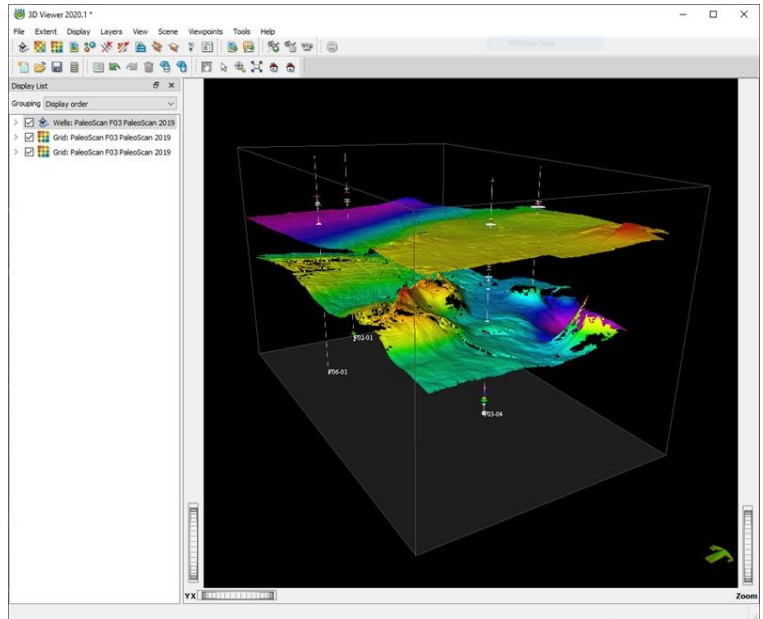 3D Viewer 2020.1 *
File Extent Display Layers View Scene Viewpoints Tools Help
Window Snip
Display List
Grouping Display order
Wells: PaleoScan F03 PaleoScan 2019
Grid: PaleoScan F03 PaleoScan 2019
Grid: PaleoScan F03 PaleoScan 2019
F02-01
F06-01
F03-04
Y X
Zoom